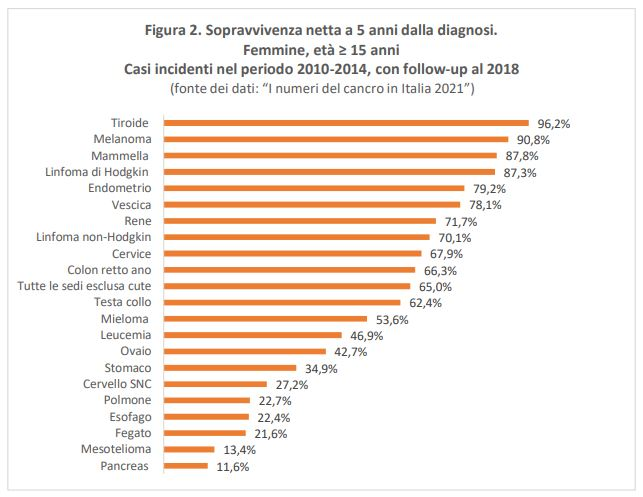 Figura 2. Sopravvivenza netta a 5 anni dalla diagnosi.
Femmine, età ≥ 15 anni
Casi incidenti nel periodo 2010-2014, con follow-up al 2018
(fonte dei dati: “I numeri del cancro in Italia 2021”)
Tiroide 96,2%
Melanoma 90,8%
Mammella 87,8%
Linfoma di Hodgkin 87,3%
Endometrio 79,2%
Vescica 78,1%
Rene 71,7%
Linfoma non-Hodgkin 70,1%
Cervice 67,9%
Colon retto ano 66,3%
Tutte le sedi esclusa cute 65,0%
Testa collo 62,4%
Mieloma 53,6%
Leucemia 46,9%
Ovaio 42,7%
Stomaco 34,9%
Cervello SNC 27,2%
Polmone 22,7%
Esofago 22,4%
Fegato 21,6%
Mesotelioma 13,4%
Pancreas 11,6%